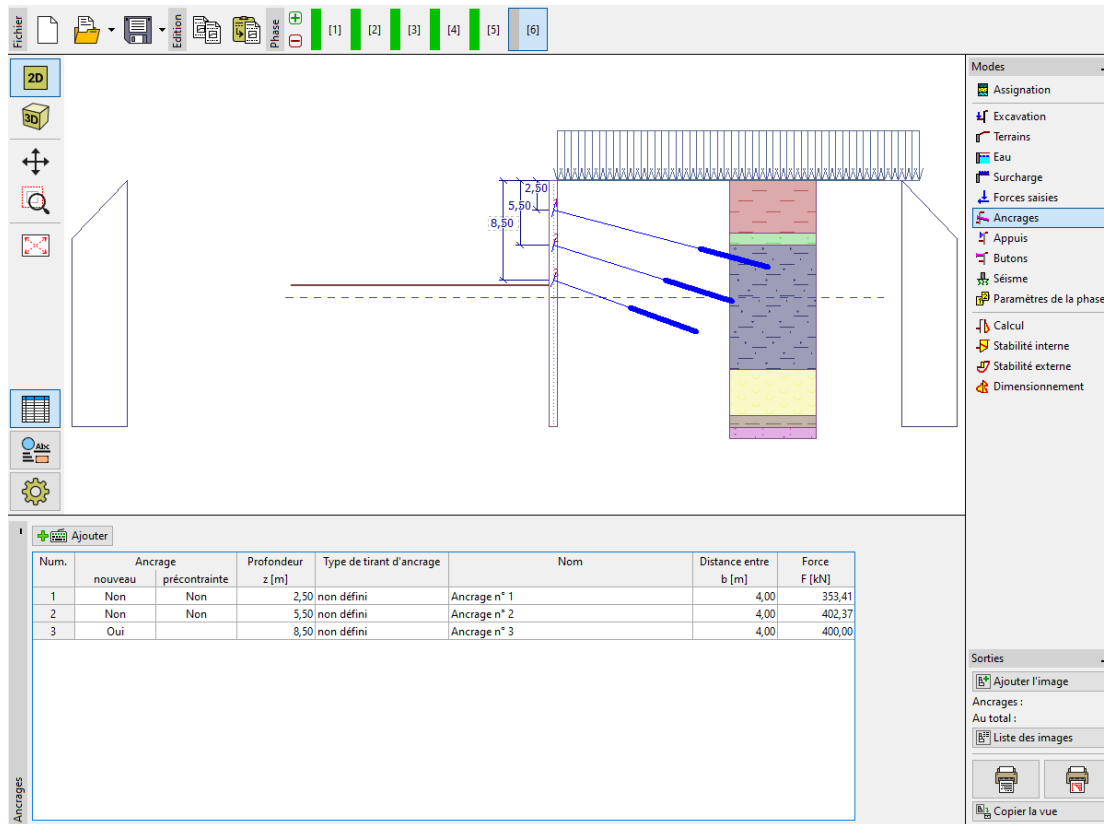 Fichier
Edition
Phase
[1] [2] [3] [4] [5] [6]
2D
3D
Abc
2,50
5,50
8,50
Modes
Assignation
Excavation
Terrains
Eau
Surcharge
Forces saisies
Ancrages
Appuis
Butons
Séisme
Paramètres de la phase
Calcul
Stabilité interne
Stabilité externe
Dimensionnement
Ajouter
Num. Ancrage Profondeur Type de tirant d'ancrage Nom Distance entre Force
nouveau précontrainte z [m] b [m] F [kN]
1 Non Non 2,50 non défini Ancrage n° 1 4,00 353,41
2 Non Non 5,50 non défini Ancrage n° 2 4,00 402,37
3 Oui 8,50 non défini Ancrage n° 3 4,00 400,00
Ancrages
Sorties
Ajouter l'image
Ancrages :
Au total :
Liste des images
Copier la vue